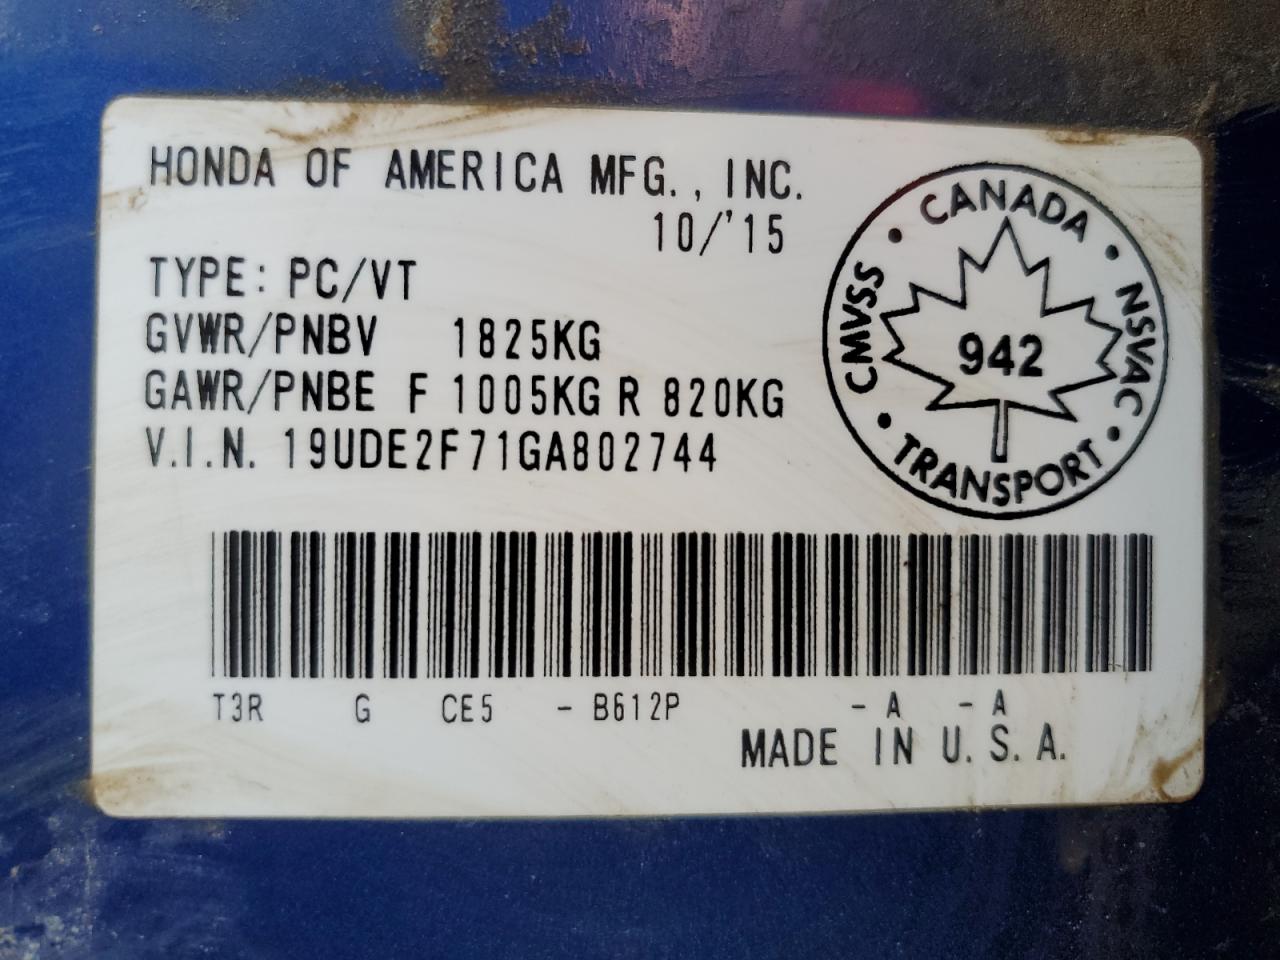 HONDA OF AMERICA MFG., INC.
10/'15
TYPE: PC/VT
GVWR/PNBV 1825KG
GAWR/PNBE F 1005KG R 820KG
V.I.N. 19UDE2F71GA802744
CANADA
CMVSS
NSVAC
942
TRANSPORT
T3R G CE5 - B612P - A - A
MADE IN U.S.A.